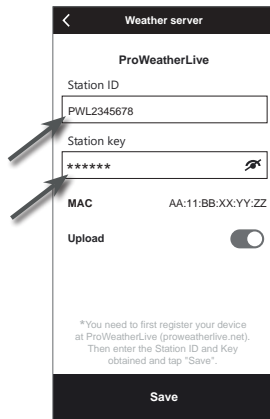 Weather server
ProWeatherLive
Station ID
PWL2345678
Station key
******
MAC AA:11:BB:XX:YY:ZZ
Upload
*You need to first register your device
at ProWeatherLive (proweatherlive.net).
Then enter the Station ID and Key
obtained and tap "Save".
Save